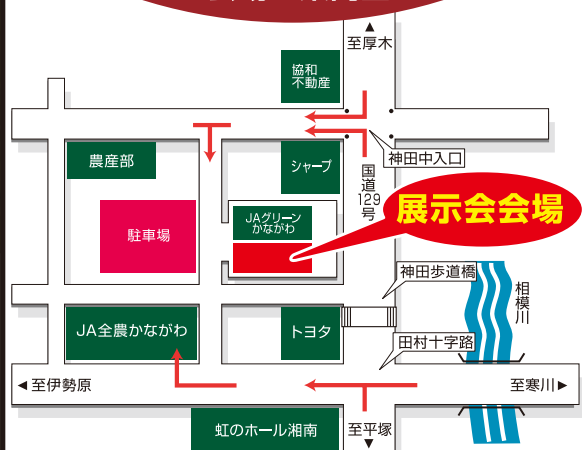 ▲
至厚木
協和
不動産
神田中入口
農産部
シャープ
国道129号
JAグリーン
かながわ
展示会会場
駐車場
神田歩道橋
相模川
JA全農かながわ
トヨタ
田村十字路
◀至伊勢原
至寒川▶
虹のホール湘南
至平塚
▼